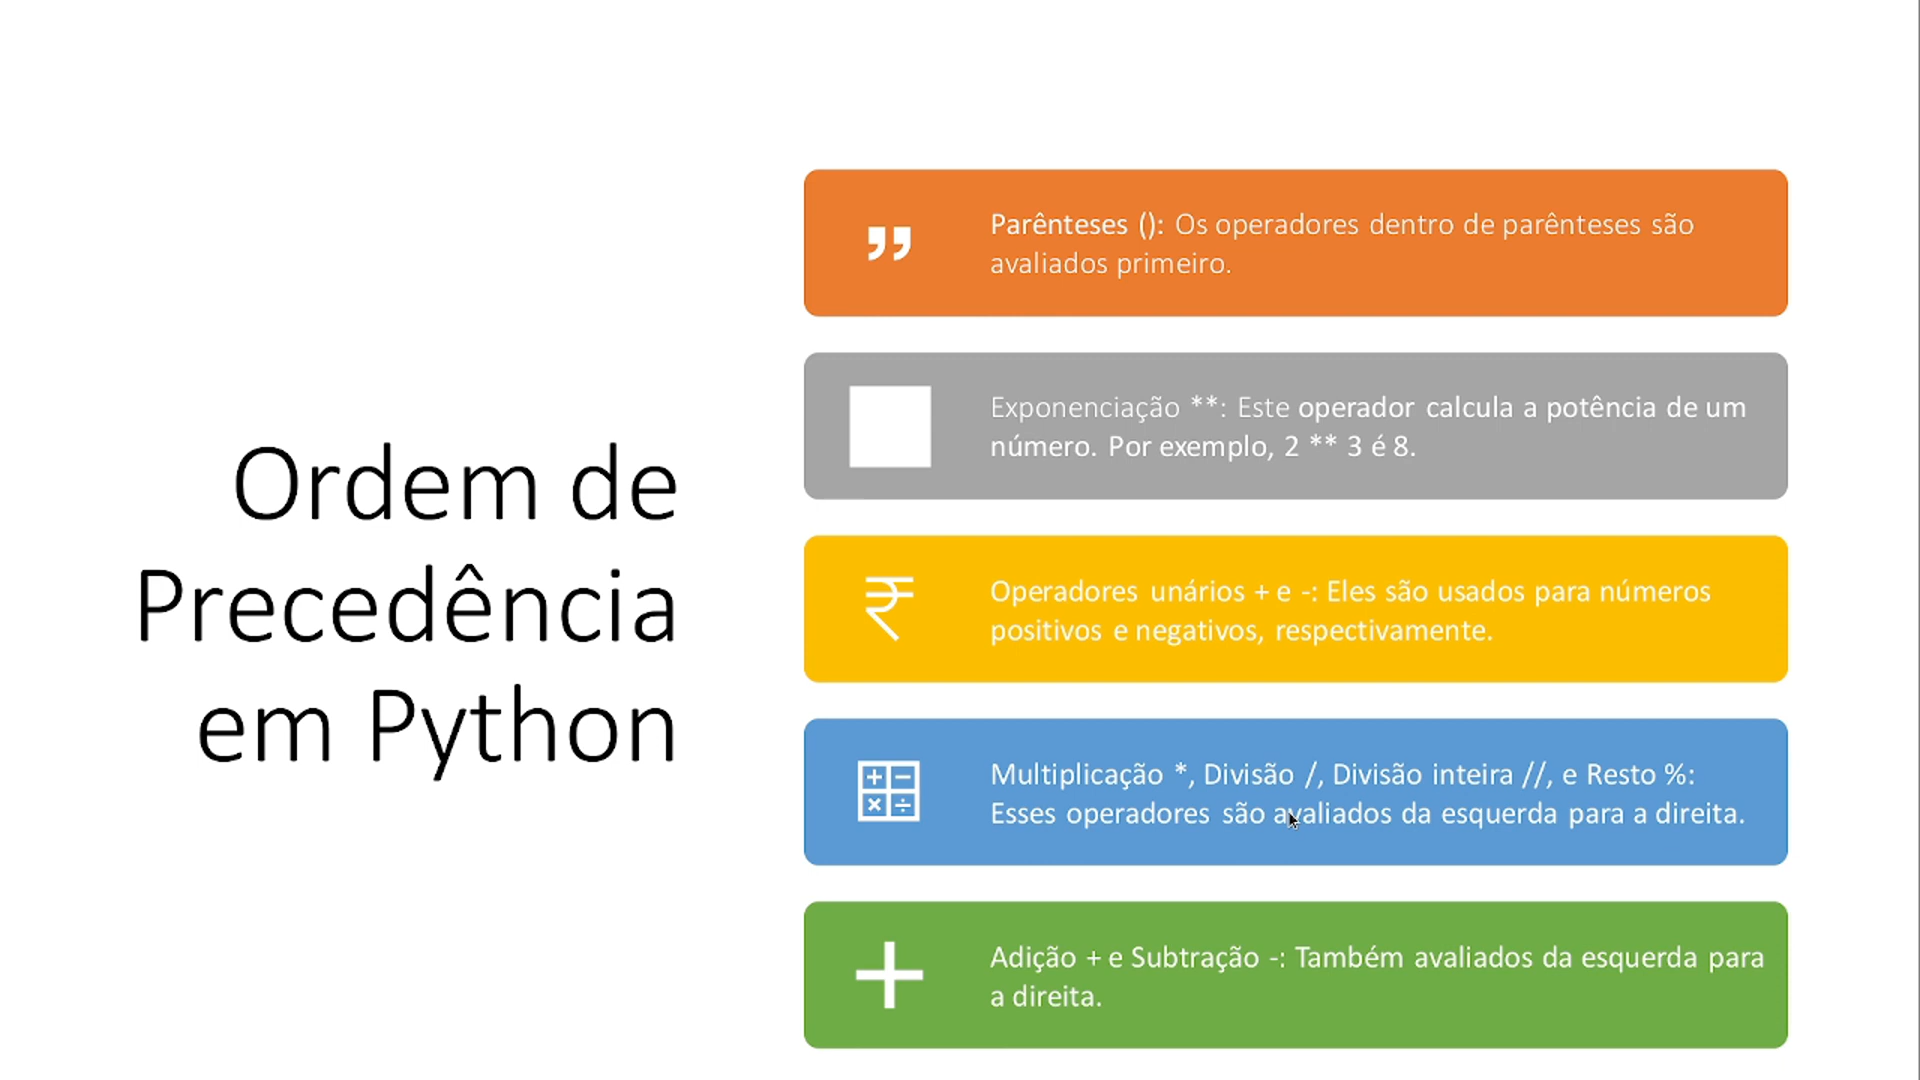 Ordem de
Precedência
em Python
Parênteses (): Os operadores dentro de parênteses são
avaliados primeiro.
Exponenciação **: Este operador calcula a potência de um
número. Por exemplo, 2 ** 3 é 8.
Operadores unários + e -: Eles são usados para números
positivos e negativos, respectivamente.
Multiplicação *, Divisão /, Divisão inteira //, e Resto %:
Esses operadores são avaliados da esquerda para a direita.
Adição + e Subtração -: Também avaliados da esquerda para
a direita.